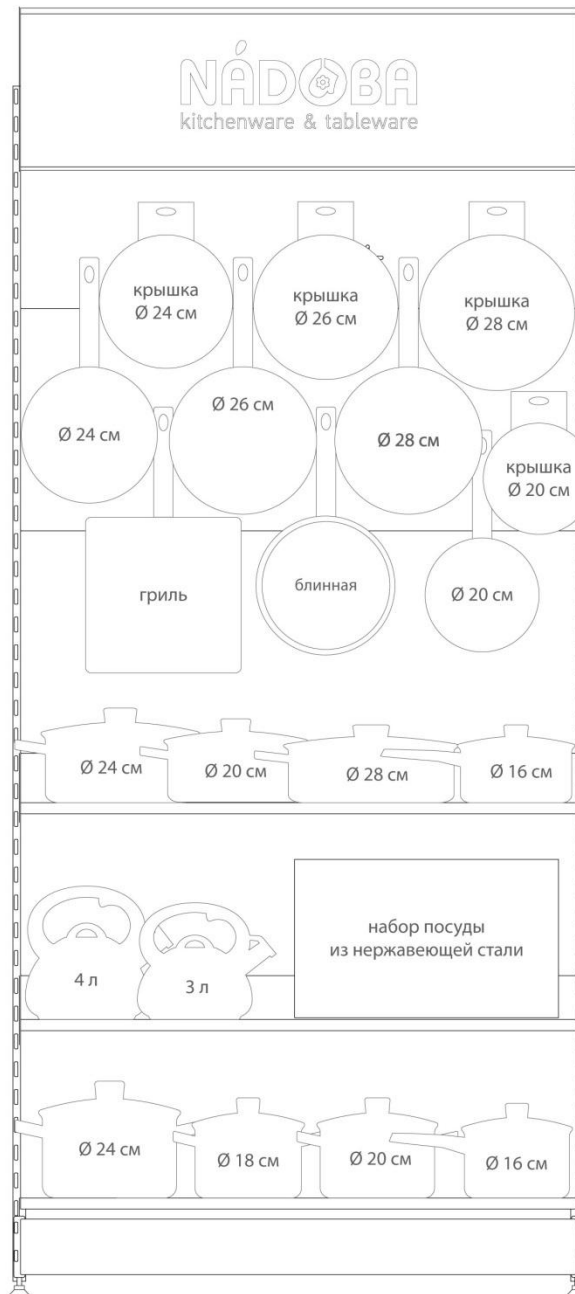 NÁDOBA
kitchenware & tableware
крышка
Ø 24 см
крышка
Ø 26 см
крышка
Ø 28 см
Ø 24 см
Ø 26 см
Ø 28 см
крышка
Ø 20 см
гриль
блинная
Ø 20 см
Ø 24 см
Ø 20 см
Ø 28 см
Ø 16 см
4 л
3 л
набор посуды
из нержавеющей стали
Ø 24 см
Ø 18 см
Ø 20 см
Ø 16 см